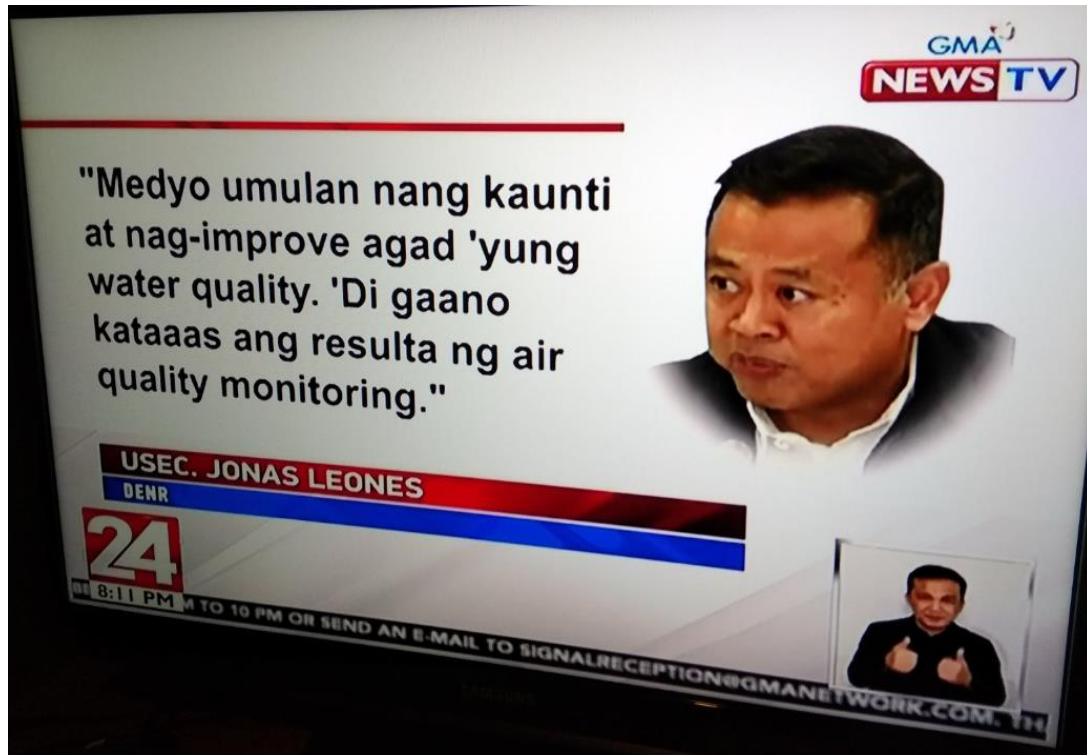 GMA
NEWS TV
"Medyo umulan nang kaunti
at nag-improve agad 'yung
water quality. 'Di gaano
kataaas ang resulta ng air
quality monitoring."
USEC. JONAS LEONES
DENR
24
8:11 PM
M TO 10 PM OR SEND AN E-MAIL TO SIGNALRECEPTION@GMANETWORK.COM. TH
SAMSUNG